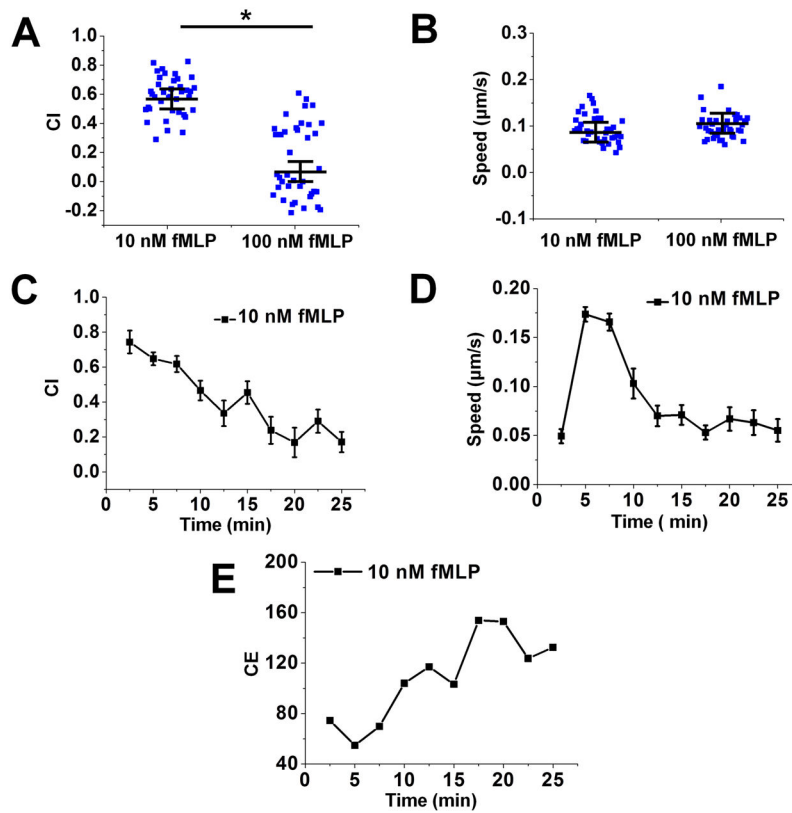 A
*
CI
1.0
0.8
0.6
0.4
0.2
0.0
-0.2
10 nM fMLP
100 nM fMLP
B
Speed (µm/s)
0.3
0.2
0.1
0.0
-0.1
10 nM fMLP
100 nM fMLP
C
10 nM fMLP
CI
1.0
0.8
0.6
0.4
0.2
0.0
0 5 10 15 20 25
Time (min)
D
10 nM fMLP
Speed (µm/s)
0.20
0.15
0.10
0.05
0.00
0 5 10 15 20 25
Time ( min)
E
10 nM fMLP
CE
200
160
120
80
40
0 5 10 15 20 25
Time (min)